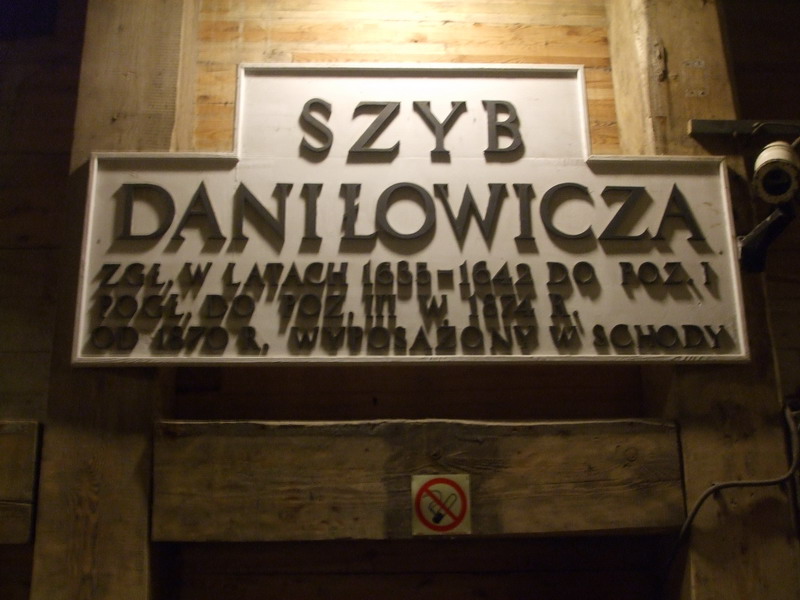 SZYB
DANIŁOWICZA
ZGŁ. W LATACH 1635-1642 DO POZ. I
POGŁ. DO POZ. III W 1874 R.
OD 1870 R. WYPOSAŻONY W SCHODY